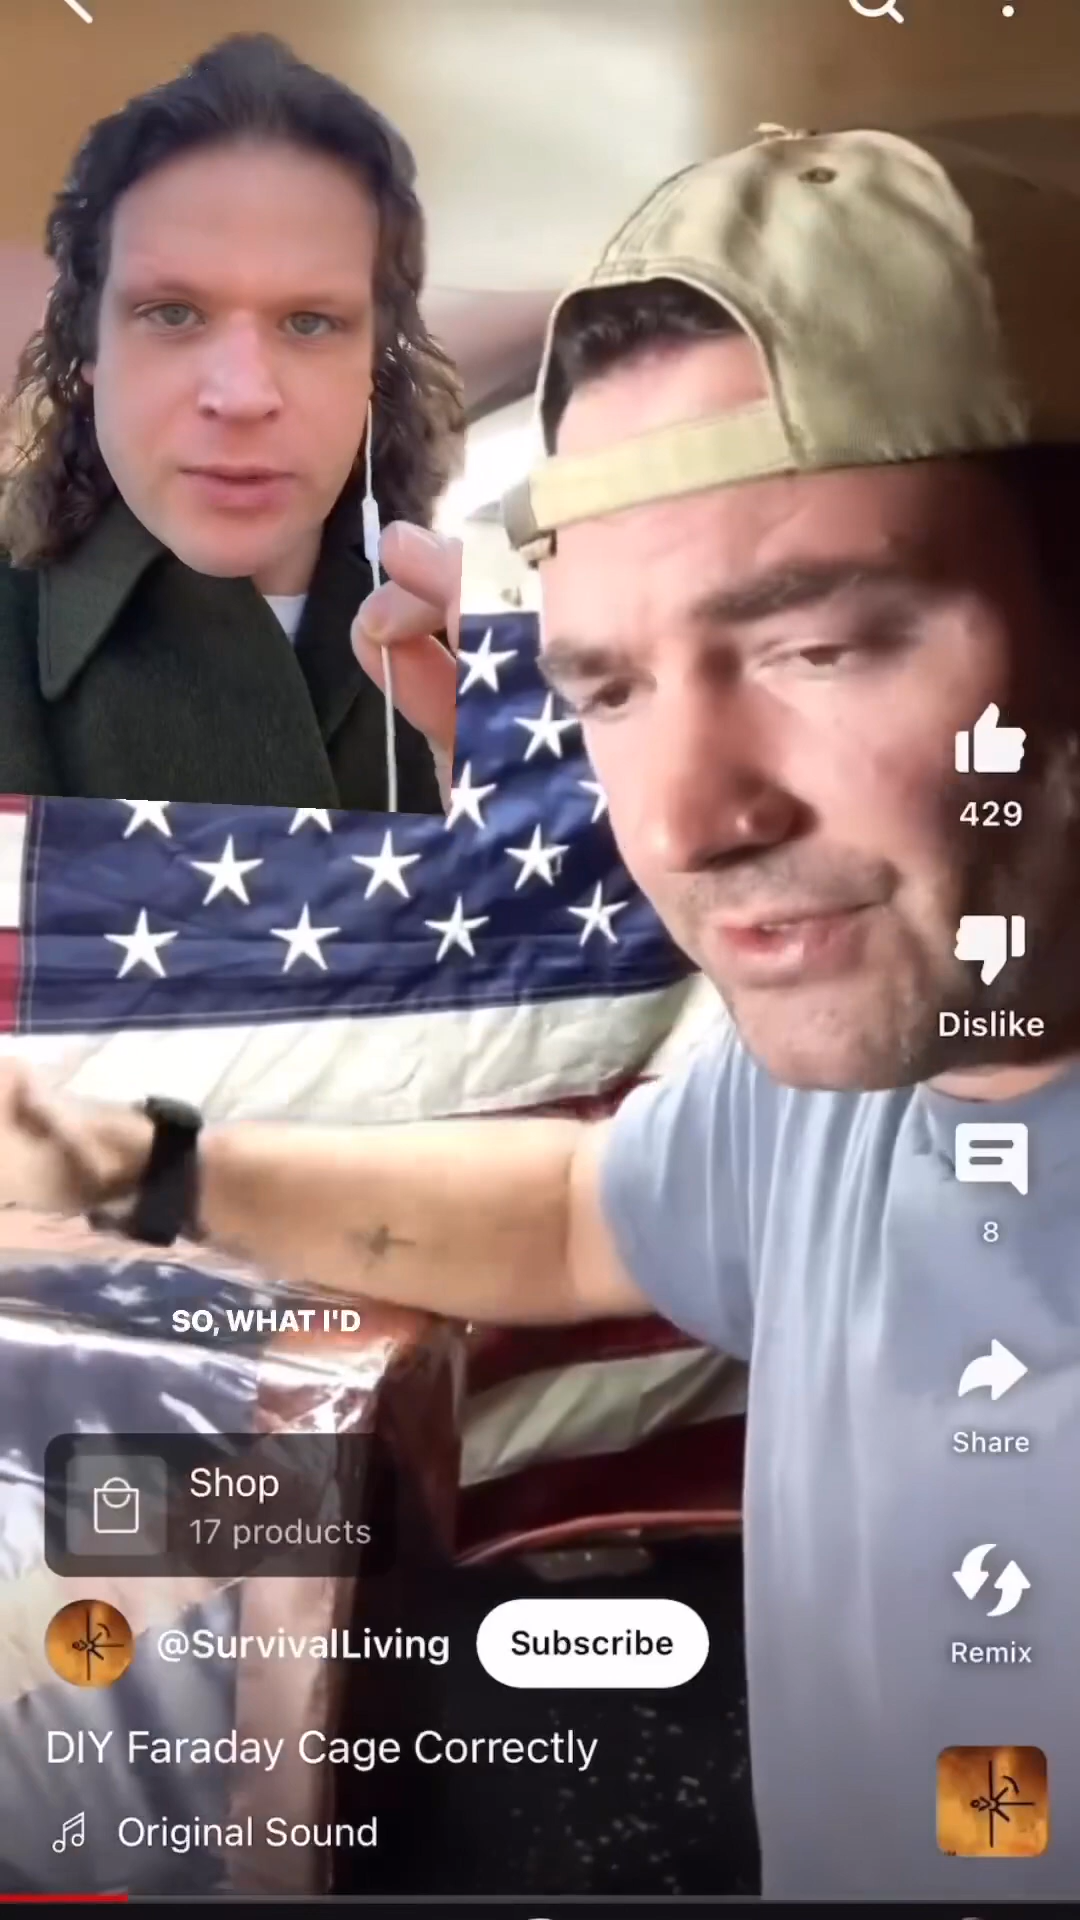 429
Dislike
8
SO, WHAT I'D
Share
Shop
17 products
@SurvivalLiving
Subscribe
Remix
DIY Faraday Cage Correctly
Original Sound